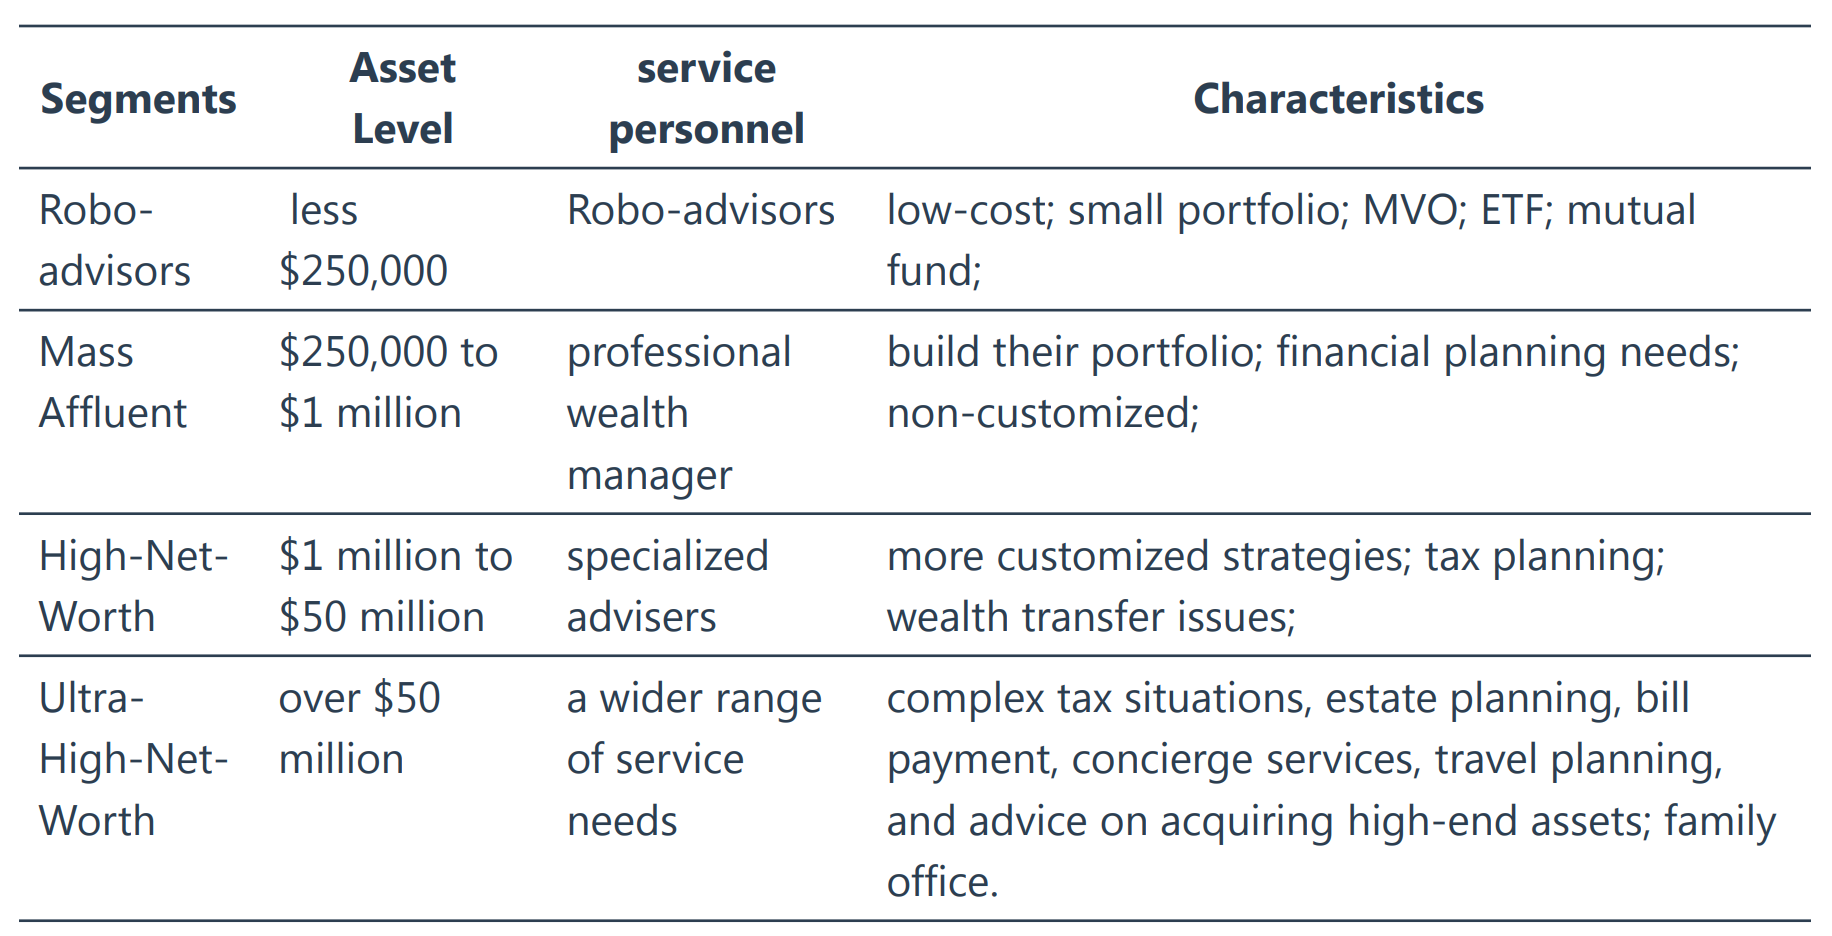 Segments
Asset
Level
service
personnel
Characteristics
Robo-
advisors
less
$250,000
Robo-advisors
low-cost; small portfolio; MVO; ETF; mutual
fund;
Mass
Affluent
$250,000 to
$1 million
professional
wealth
manager
build their portfolio; financial planning needs;
non-customized;
High-Net-
Worth
$1 million to
$50 million
specialized
advisers
more customized strategies; tax planning;
wealth transfer issues;
Ultra-
High-Net-
Worth
over $50
million
a wider range
of service
needs
complex tax situations, estate planning, bill
payment, concierge services, travel planning,
and advice on acquiring high-end assets; family
office.